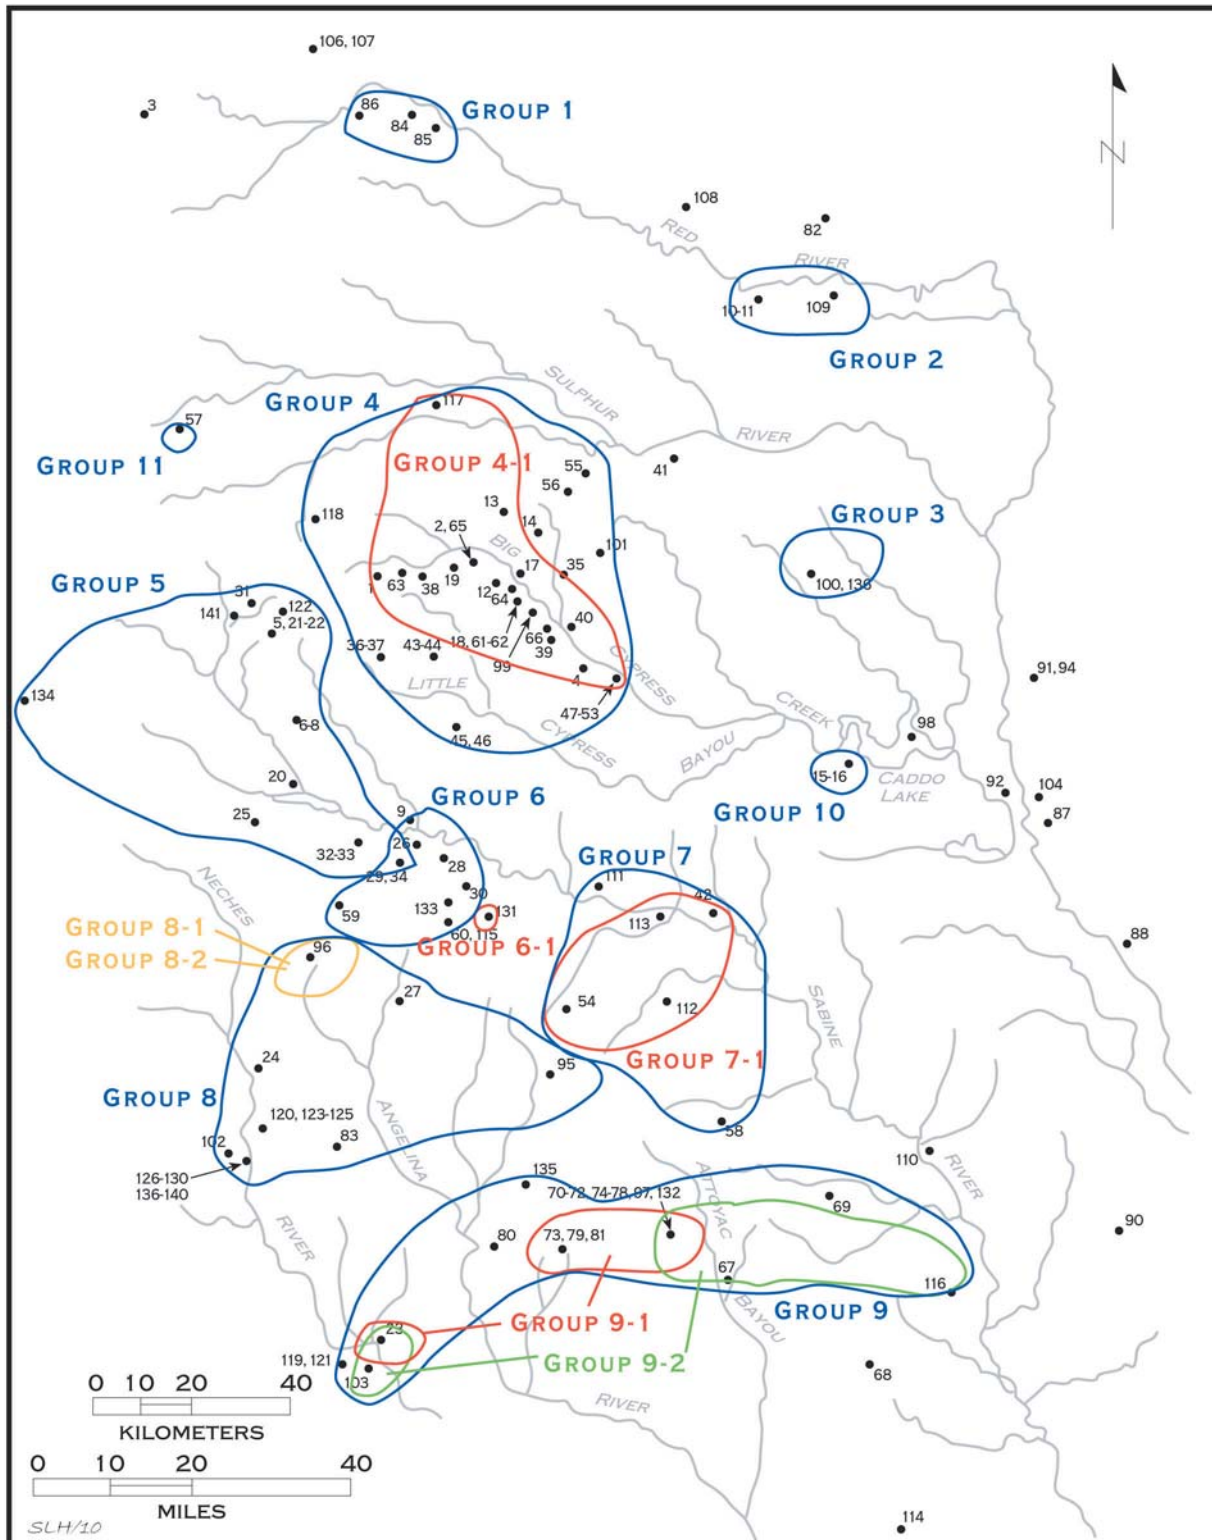 106, 107
3
86
84
85
GROUP 1
N
108
82
RED
RIVER
10-11
109
GROUP 2
SULPHUR
RIVER
GROUP 4
117
57
GROUP 11
GROUP 4-1
55
41
56
118
13
14
GROUP 3
2, 65
BIG
101
17
35
100, 136
1
63
38
19
12
64
GROUP 5
31
141
122
5, 21-22
40
36-37
43-44
18, 61-62
66
39
99
CYPRESS
4
LITTLE
47-53
91, 94
134
6-8
45, 46
CYPRESS
BAYOU
CREEK
98
15-16
CADDO
LAKE
92
104
87
20
GROUP 10
25
9
GROUP 6
26
32-33
28
29, 34
GROUP 7
111
30
42
59
133
131
113
60, 115
88
NECHES
GROUP 8-1
GROUP 8-2
96
GROUP 6-1
27
54
112
SABINE
24
95
GROUP 7-1
GROUP 8
120, 123-125
ANGELINA
58
102
83
126-130
136-140
110
RIVER
135
70-72, 74-78, 97, 132
ATTOYAC
69
90
RIVER
80
73, 79, 81
67
BAYOU
116
GROUP 9
GROUP 9-1
23
GROUP 9-2
119, 121
103
68
RIVER
0 10 20 40
KILOMETERS
0 10 20 40
MILES
SLH/10
114